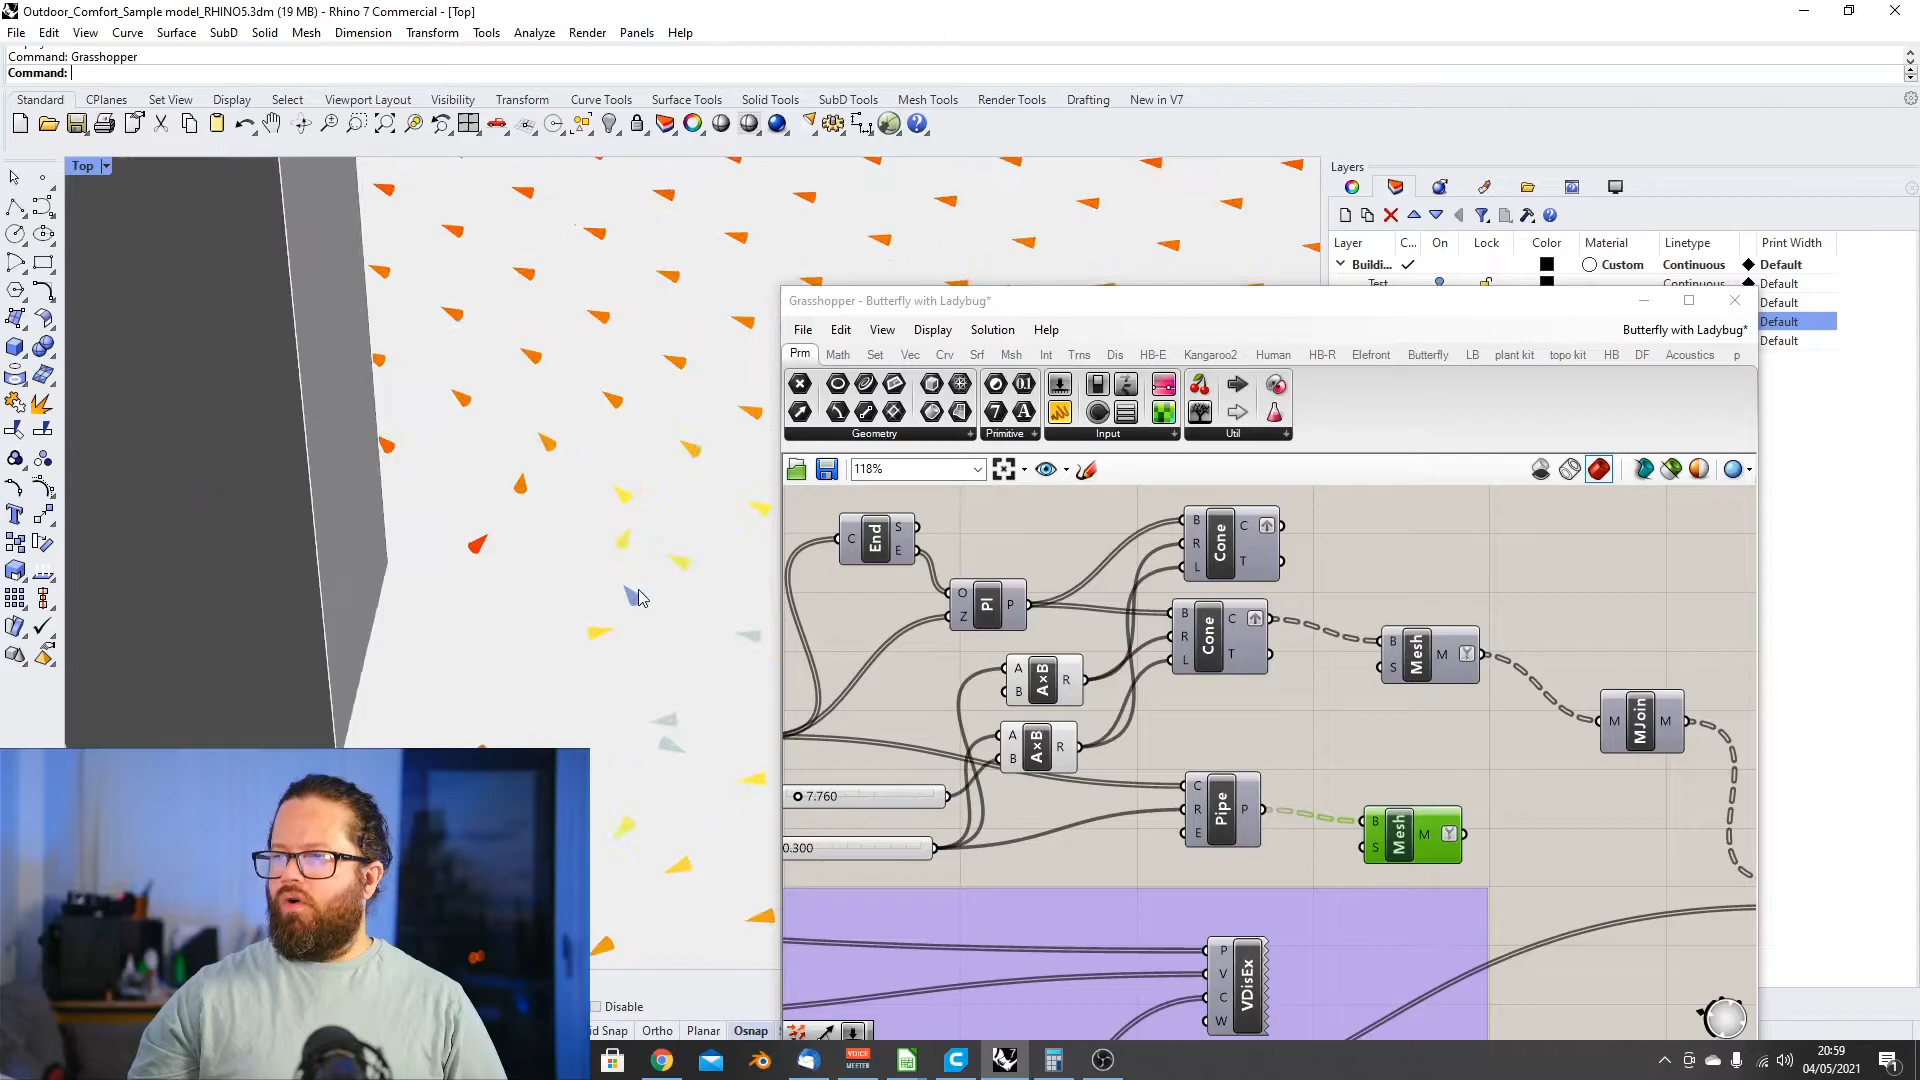 Outdoor_Comfort_Sample model_RHINO5.3dm (19 MB) - Rhino 7 Commercial - [Top]
File Edit View Curve Surface SubD Solid Mesh Dimension Transform Tools Analyze Render Panels Help
Command: Grasshopper
Command:
Standard CPlanes Set View Display Select Viewport Layout Visibility Transform Curve Tools Surface Tools Solid Tools SubD Tools Mesh Tools Render Tools Drafting New in V7
Top
Layers
Layer C... On Lock Color Material Linetype Print Width
Buildi... Custom Continuous Default
Test Continuous Default
Default
Default
Default
Grasshopper - Butterfly with Ladybug*
File Edit View Display Solution Help Butterfly with Ladybug*
Prm Math Set Vec Crv Srf Msh Int Trns Dis HB-E Kangaroo2 Human HB-R Elefront Butterfly LB plant kit topo kit HB DF Acoustics p
Geometry Primitive Input Util
118%
C End S E
O Z Pl P
B R L Cone C T
B R L Cone C T
A B A×B R
A B A×B R
B S Mesh M
M MJoin M
7.760
0.300
C R E Pipe P
B S Mesh M
P V C W VDisEx
Disable
id Snap Ortho Planar Osnap
VOICE MEETER
20:59
04/05/2021
1